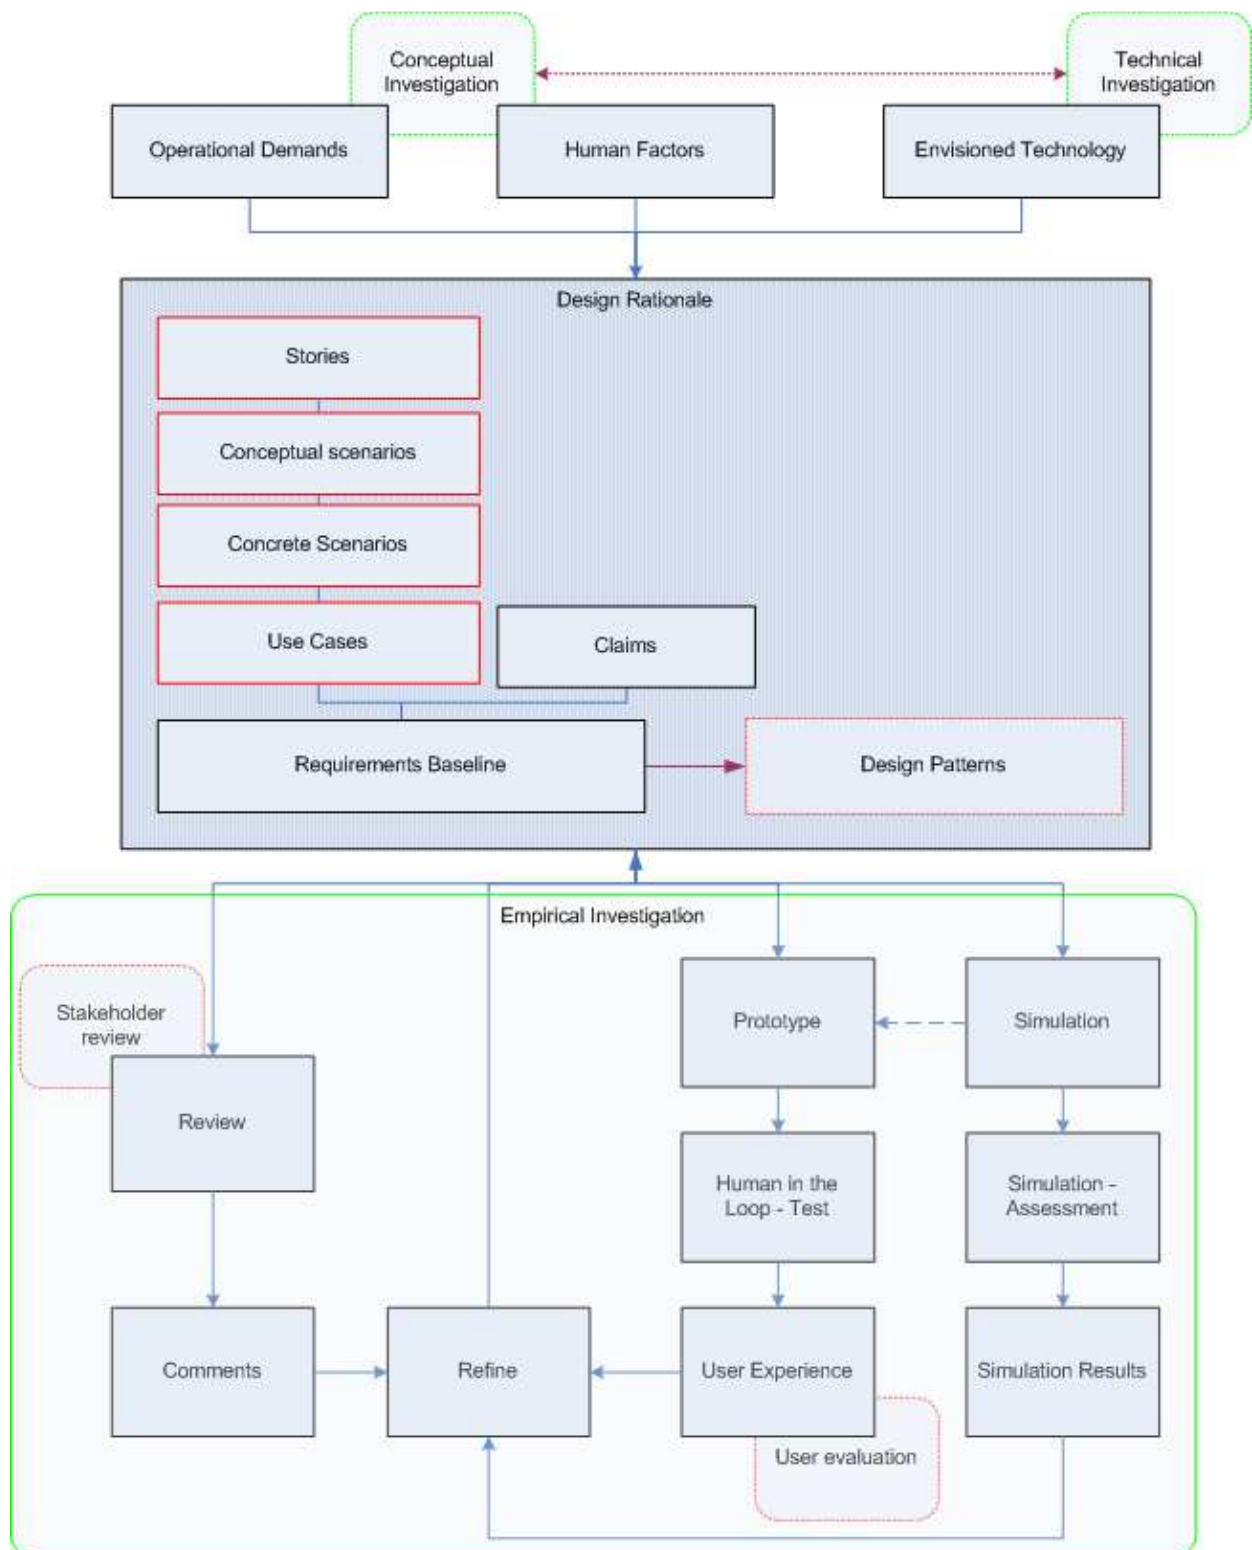 Conceptual
Investigation
Technical
Investigation
Operational Demands
Human Factors
Envisioned Technology
Design Rationale
Stories
Conceptual scenarios
Concrete Scenarios
Use Cases
Claims
Requirements Baseline
Design Patterns
Empirical Investigation
Stakeholder
review
Prototype
Simulation
Review
Human in the
Loop - Test
Simulation -
Assessment
Comments
Refine
User Experience
Simulation Results
User evaluation